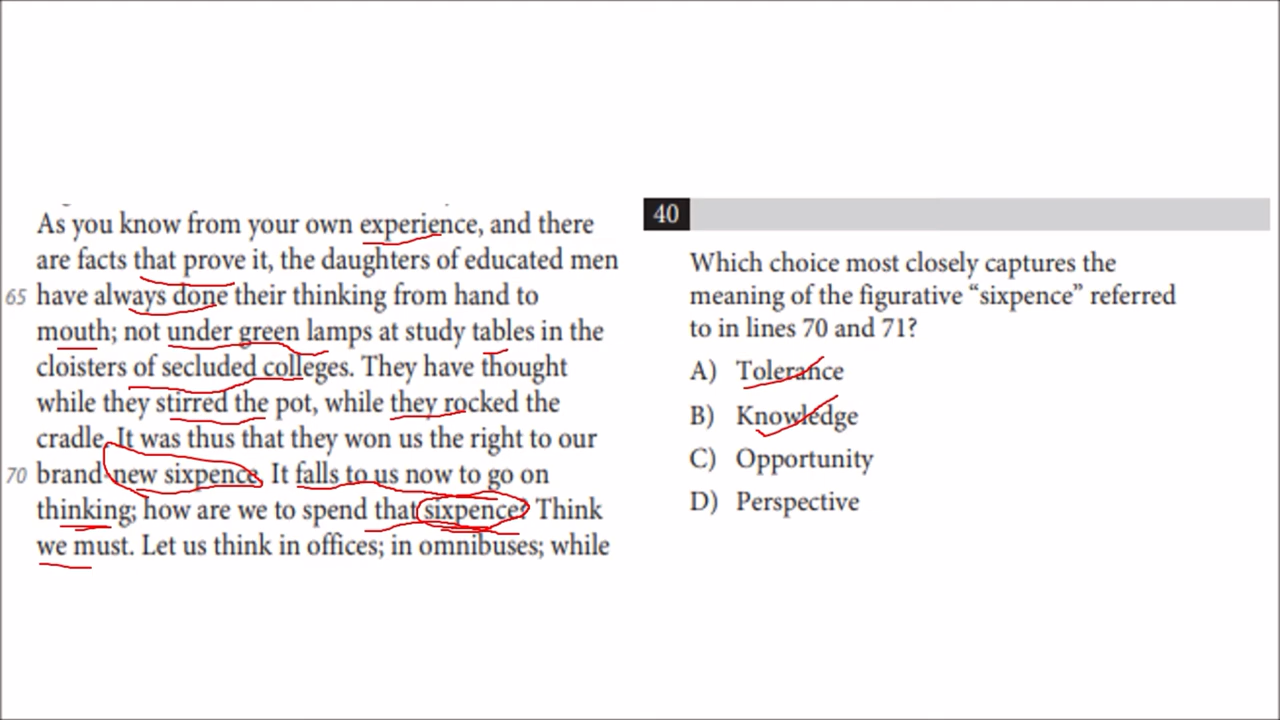 As you know from your own experience, and there
are facts that prove it, the daughters of educated men
65 have always done their thinking from hand to
mouth; not under green lamps at study tables in the
cloisters of secluded colleges. They have thought
while they stirred the pot, while they rocked the
cradle. It was thus that they won us the right to our
70 brand-new sixpence. It falls to us now to go on
thinking; how are we to spend that sixpence? Think
we must. Let us think in offices; in omnibuses; while
40
Which choice most closely captures the
meaning of the figurative “sixpence” referred
to in lines 70 and 71?
A) Tolerance
B) Knowledge
C) Opportunity
D) Perspective